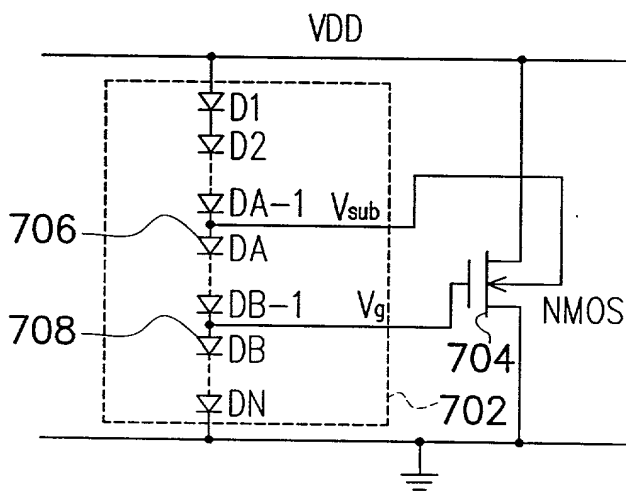 VDD
D1
D2
DA-1
Vsub
706
DA
DB-1
Vg
NMOS
708
DB
704
DN
702